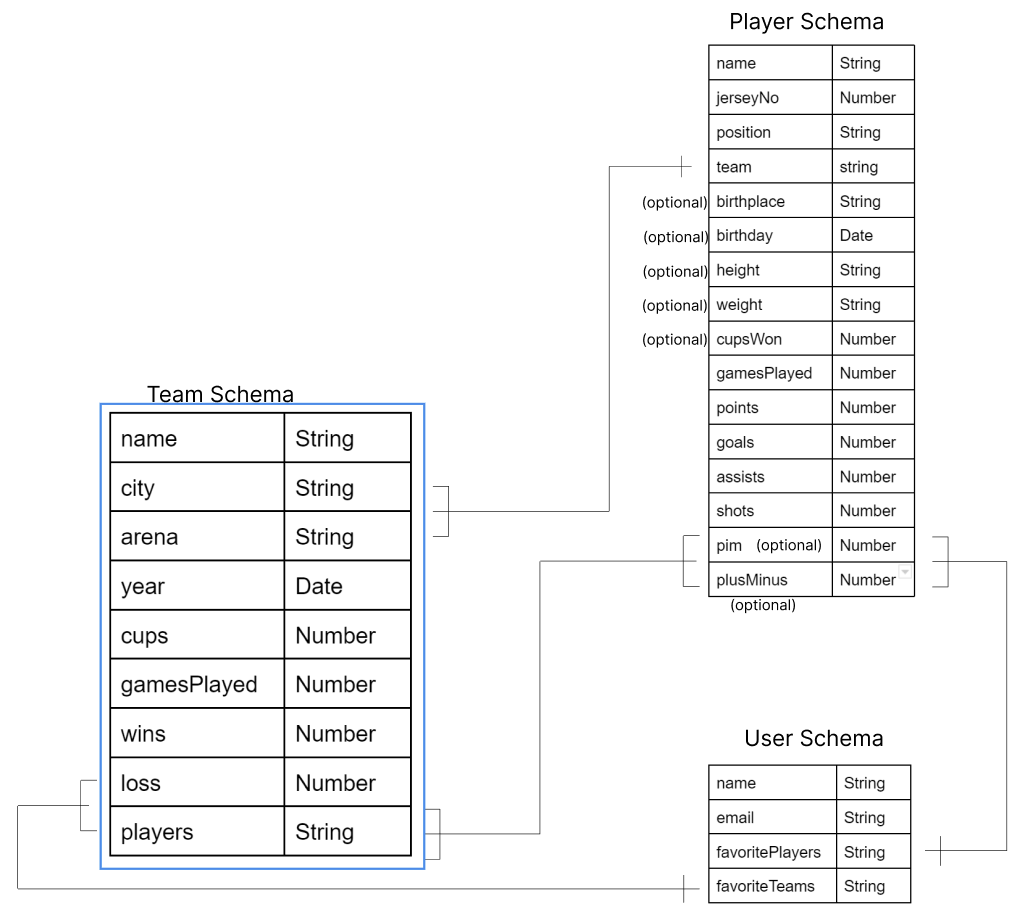 Player Schema
name String
jerseyNo Number
position String
team string
(optional) birthplace String
(optional) birthday Date
(optional) height String
(optional) weight String
(optional) cupsWon Number
gamesPlayed Number
points Number
goals Number
assists Number
shots Number
pim (optional) Number
plusMinus Number
(optional)
Team Schema
name String
city String
arena String
year Date
cups Number
gamesPlayed Number
wins Number
loss Number
players String
User Schema
name String
email String
favoritePlayers String
favoriteTeams String